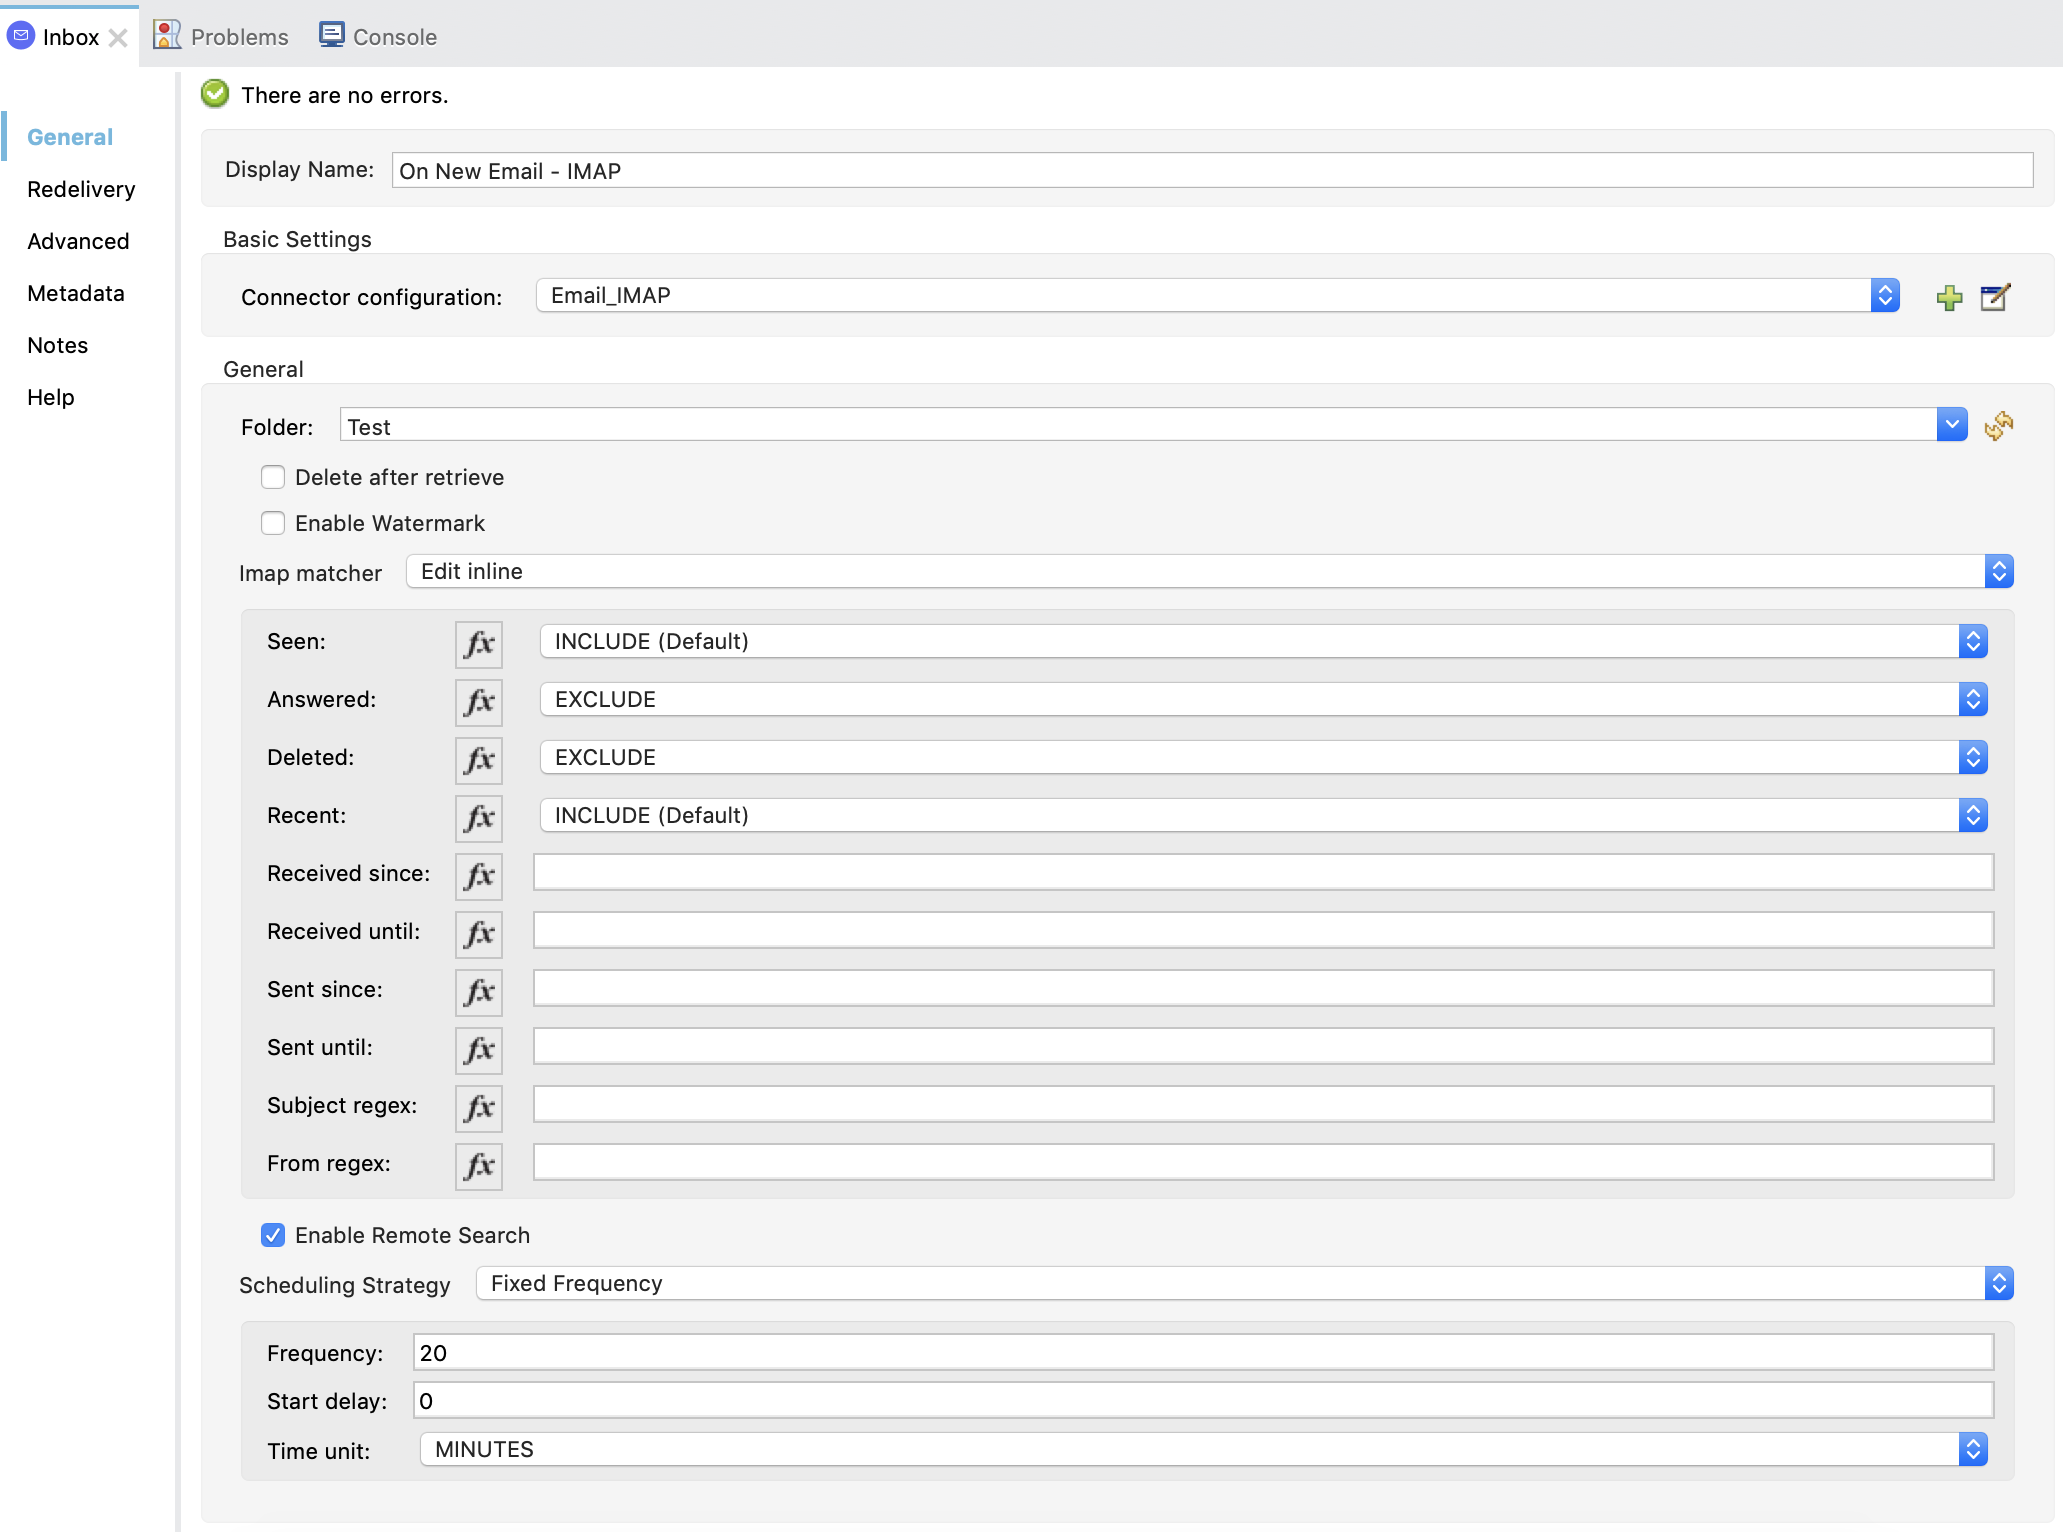 Inbox
Problems
Console
General
Redelivery
Advanced
Metadata
Notes
Help
There are no errors.
Display Name: On New Email - IMAP
Basic Settings
Connector configuration: Email_IMAP
General
Folder: Test
Delete after retrieve
Enable Watermark
Imap matcher Edit inline
Seen: fx INCLUDE (Default)
Answered: fx EXCLUDE
Deleted: fx EXCLUDE
Recent: fx INCLUDE (Default)
Received since: fx
Received until: fx
Sent since: fx
Sent until: fx
Subject regex: fx
From regex: fx
Enable Remote Search
Scheduling Strategy Fixed Frequency
Frequency: 20
Start delay: 0
Time unit: MINUTES